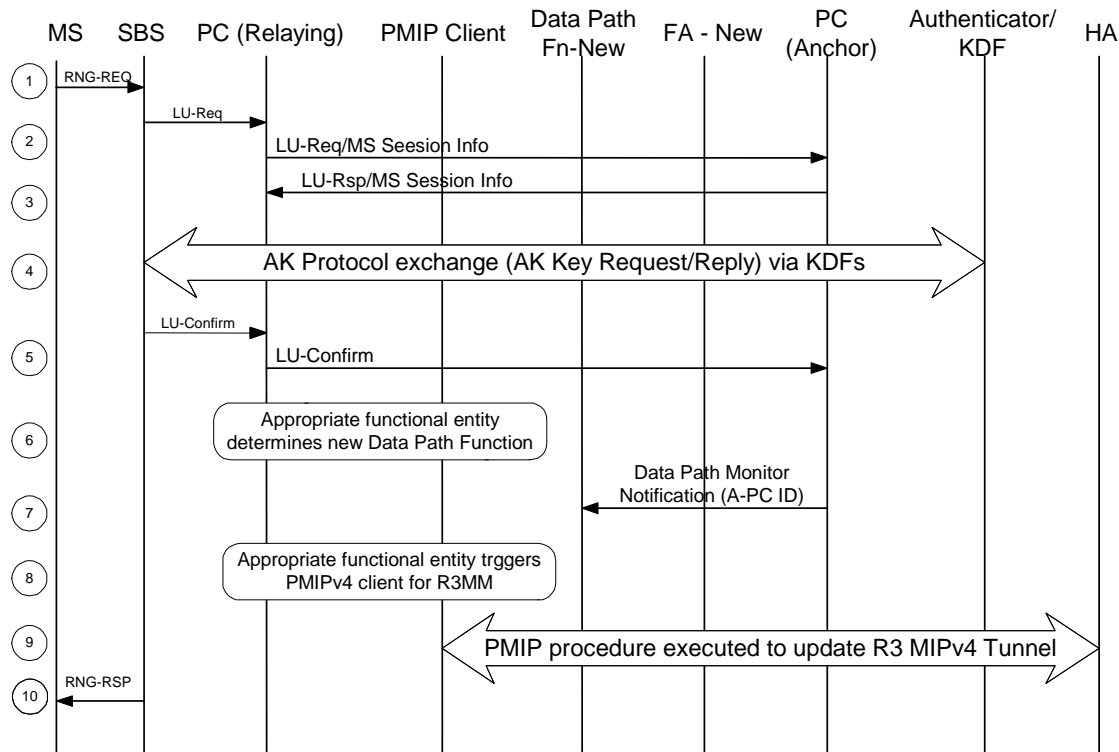 MS
SBS
PC (Relaying)
PMIP Client
Data Path
Fn-New
FA - New
PC
(Anchor)
Authenticator/
KDF
HA
1
RNG-REQ
LU-Req
2
LU-Req/MS Seesion Info
LU-Rsp/MS Session Info
3
4
AK Protocol exchange (AK Key Request/Reply) via KDFs
LU-Confirm
5
LU-Confirm
Appropriate functional entity
determines new Data Path Function
6
Data Path Monitor
Notification (A-PC ID)
7
Appropriate functional entity trggers
PMIPv4 client for R3MM
8
9
PMIP procedure executed to update R3 MIPv4 Tunnel
RNG-RSP
10